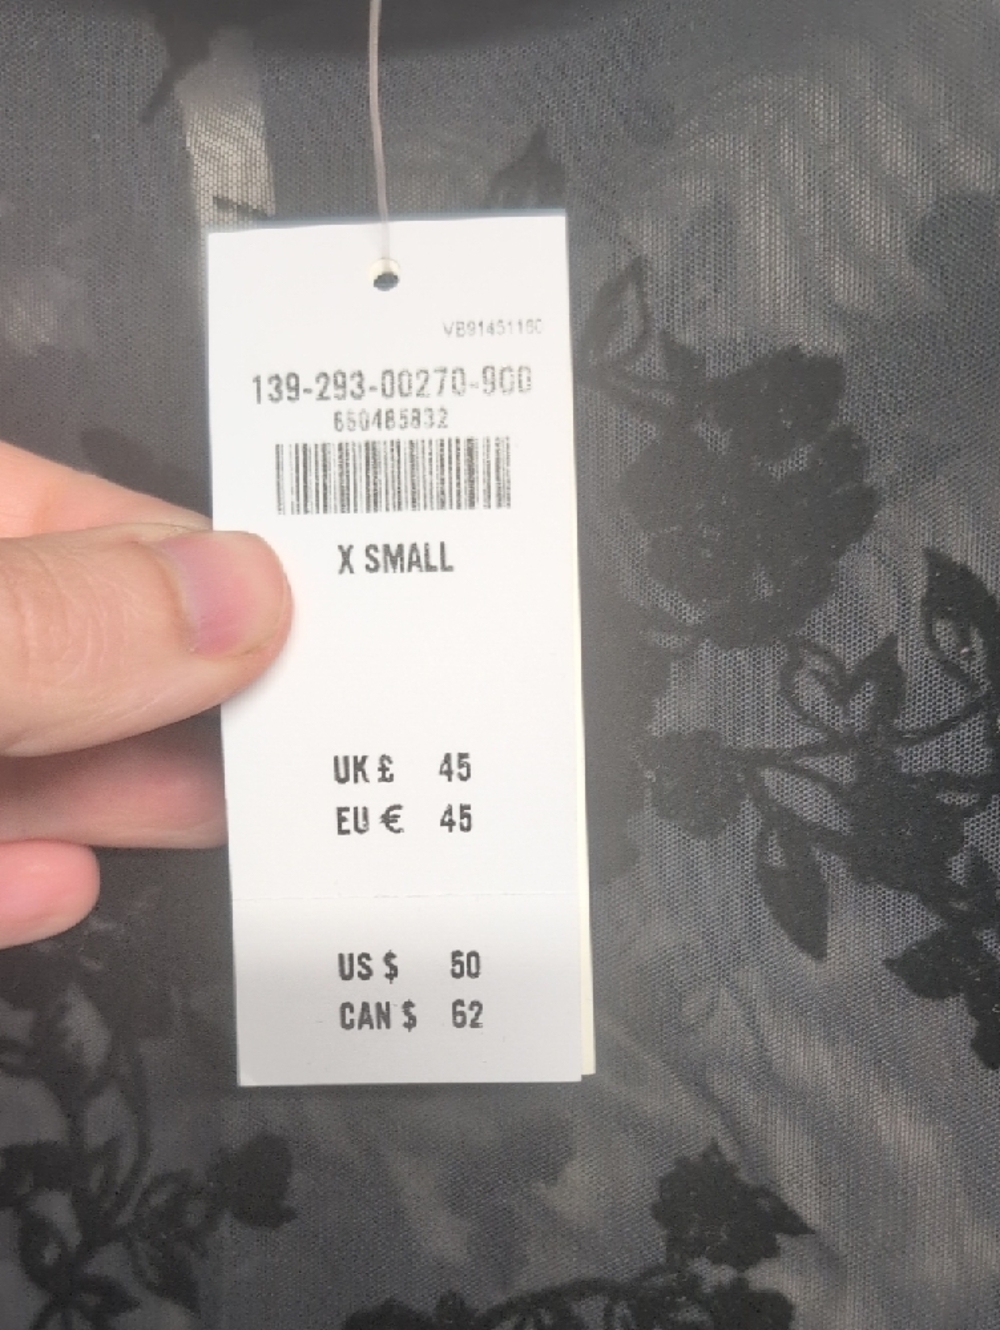 VB91451160
139-293-00270-900
650485832
X SMALL
UK £ 45
EU € 45
US $ 50
CAN $ 62